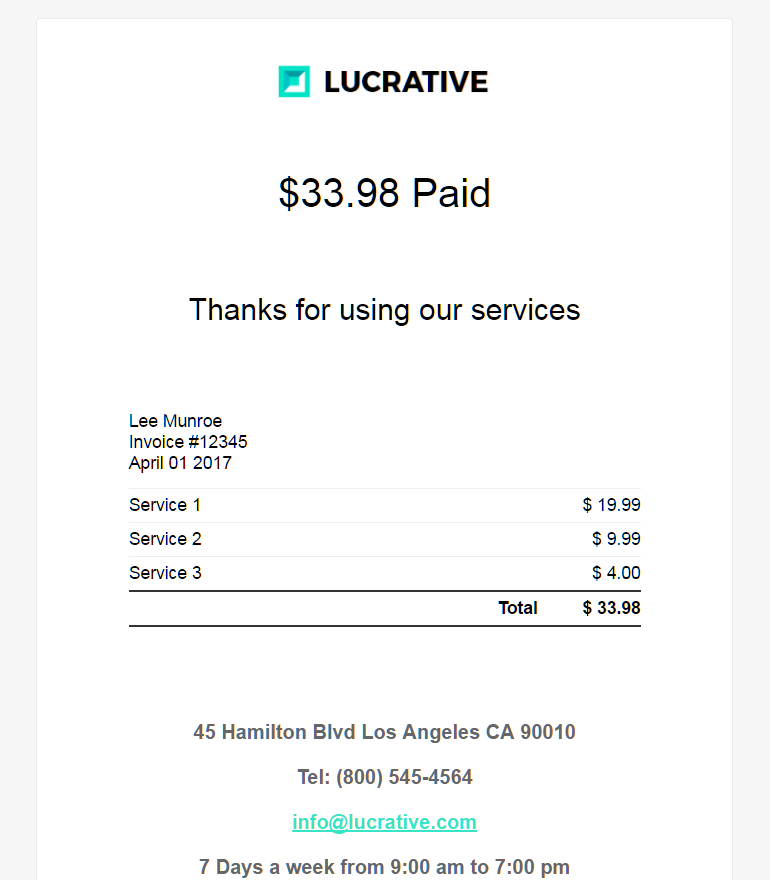 LUCRATIVE
$33.98 Paid
Thanks for using our services
Lee Munroe
Invoice #12345
April 01 2017
Service 1 $ 19.99
Service 2 $ 9.99
Service 3 $ 4.00
Total $ 33.98
45 Hamilton Blvd Los Angeles CA 90010
Tel: (800) 545-4564
info@lucrative.com
7 Days a week from 9:00 am to 7:00 pm